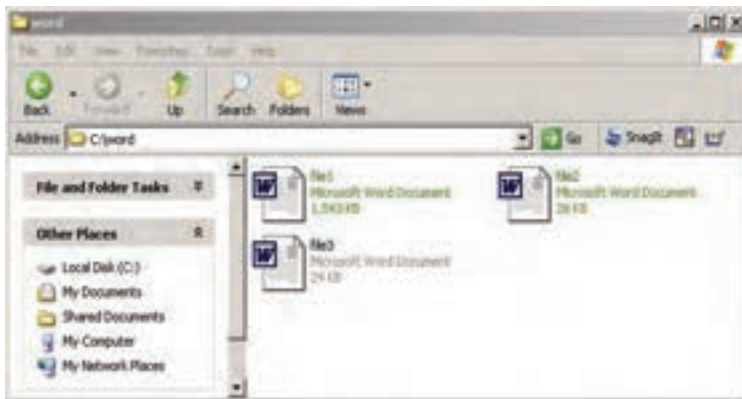 word
File Edit View Favorites Tools Help
Back Forward Up Search Folders Views
Address C:\word Go SnagIt
File and Folder Tasks
Other Places
Local Disk (C:)
My Documents
Shared Documents
My Computer
My Network Places
file1
Microsoft Word Document
file2
Microsoft Word Document
26 KB
file3
Microsoft Word Document
24 KB